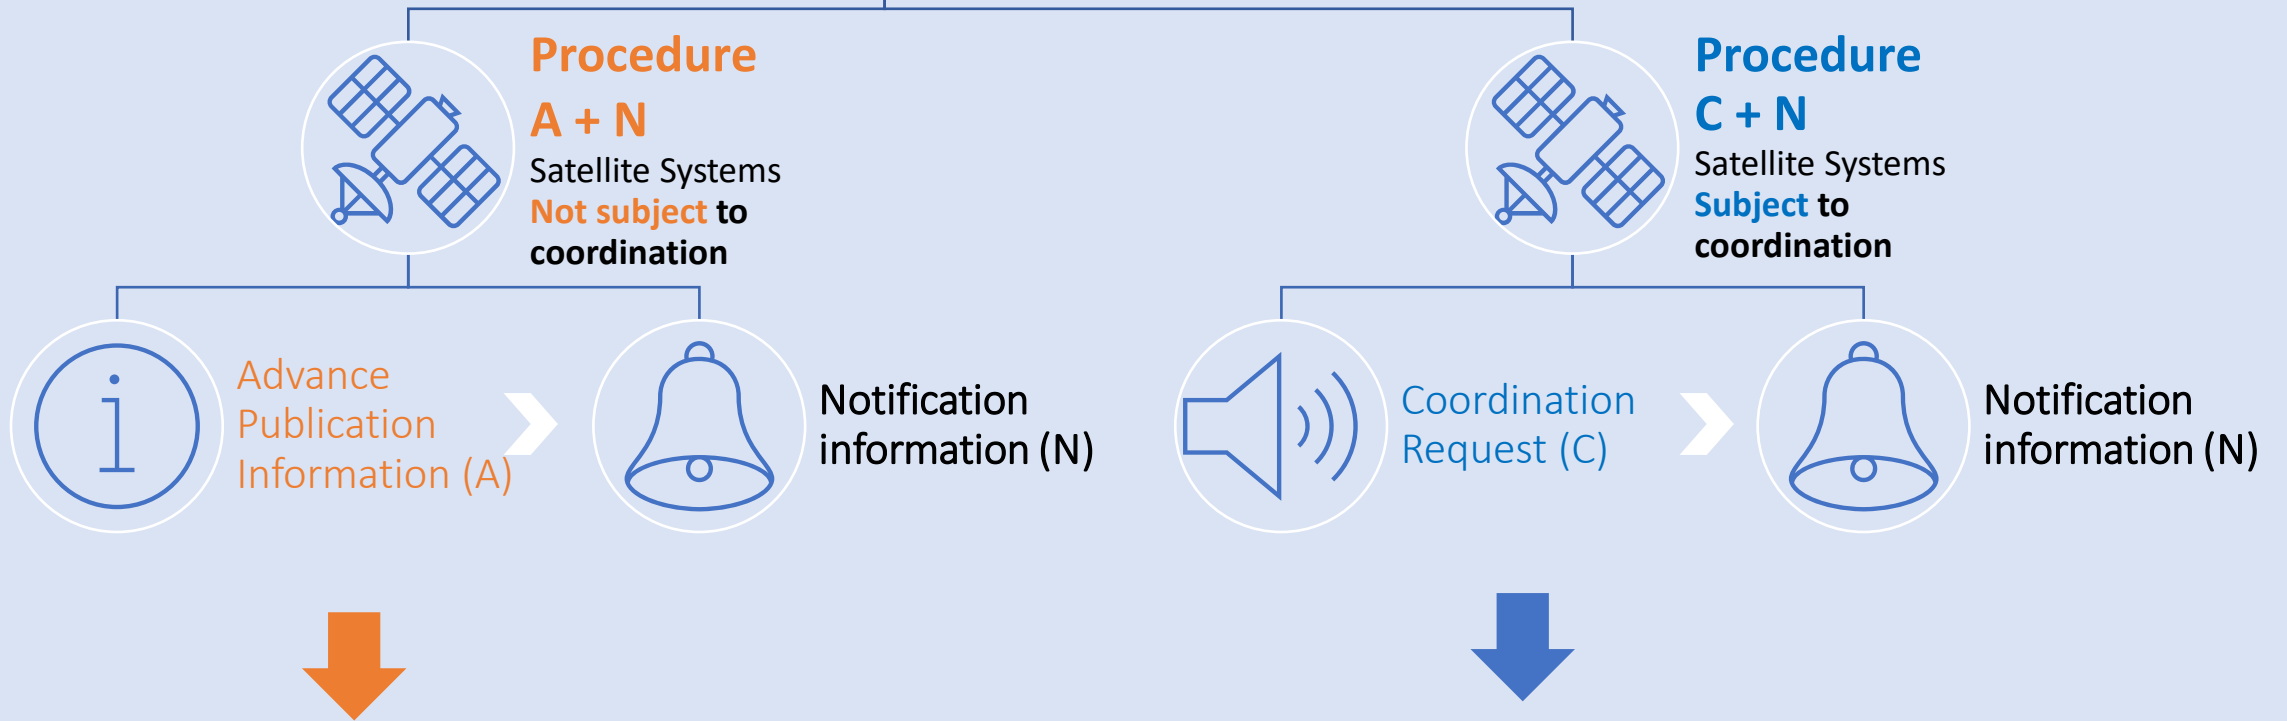 Procedure
A + N
Satellite Systems
Not subject to
coordination
Procedure
C + N
Satellite Systems
Subject to
coordination
Advance
Publication
Information (A)
Notification
information (N)
Coordination
Request (C)
Notification
information (N)